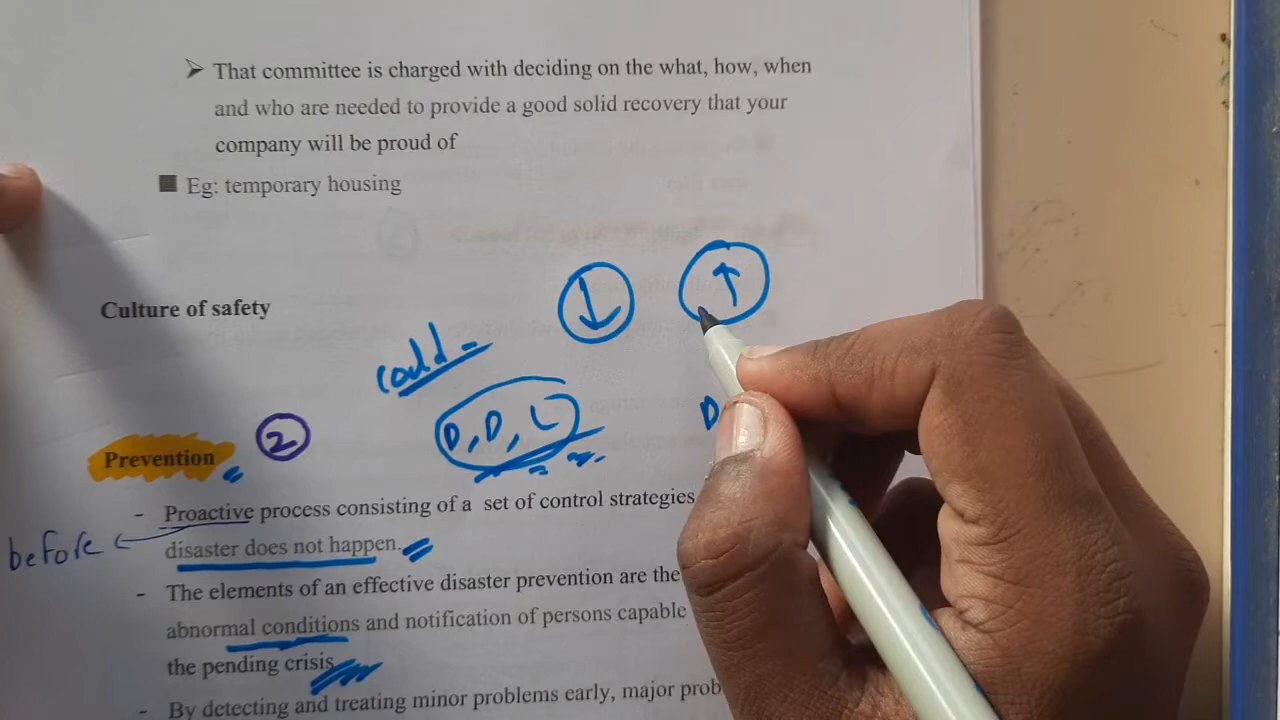 ➤ That committee is charged with deciding on the what, how, when
and who are needed to provide a good solid recovery that your
company will be proud of
■ Eg: temporary housing
Culture of safety
could
D, D, L
D
2
Prevention
- Proactive process consisting of a set of control strategies
before
disaster does not happen.
- The elements of an effective disaster prevention are the
abnormal conditions and notification of persons capable
the pending crisis
- By detecting and treating minor problems early, major prob